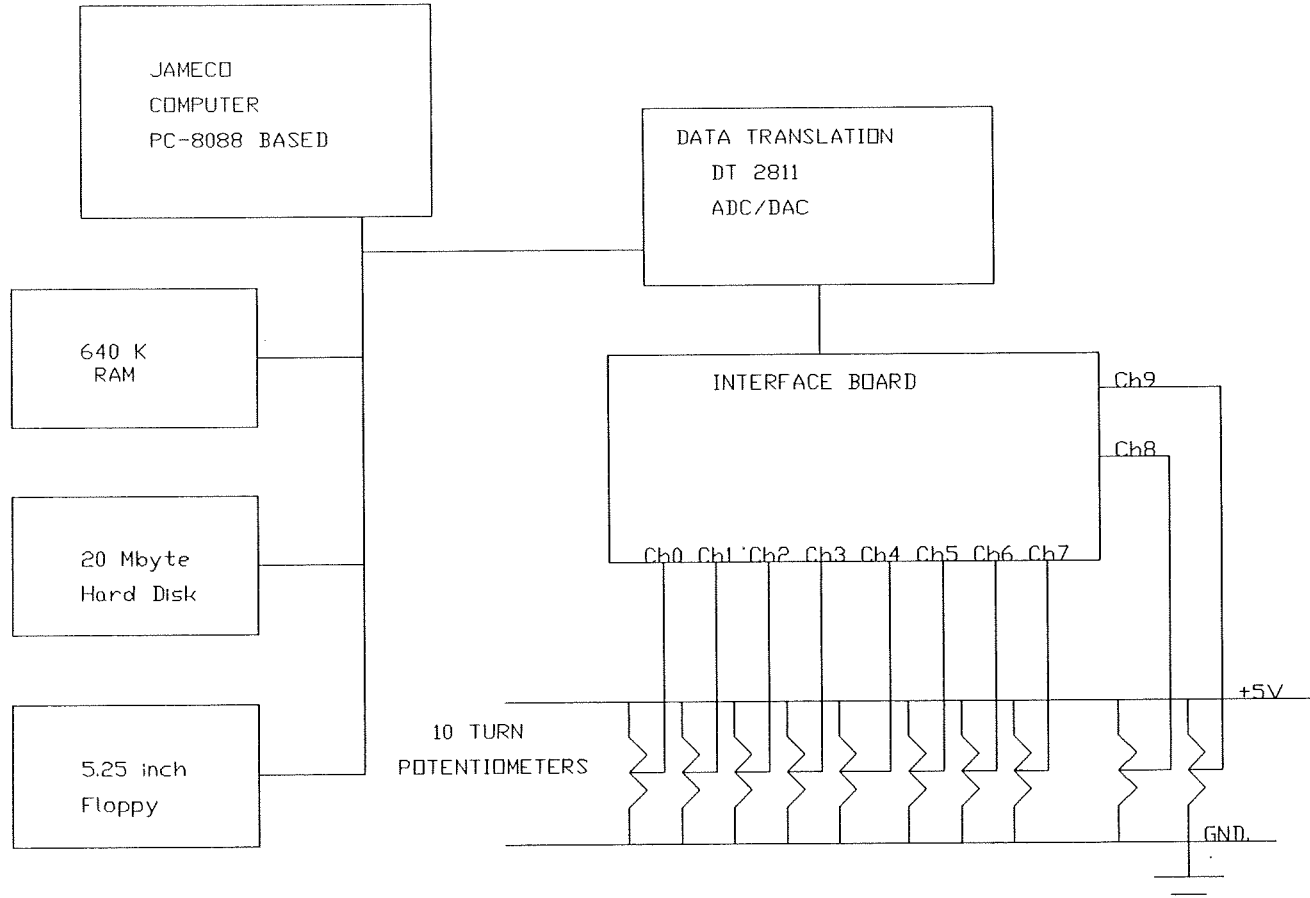 JAMECO
COMPUTER
PC-8088 BASED
DATA TRANSLATION
DT 2811
ADC/DAC
640 K
RAM
INTERFACE BOARD
Ch9
Ch8
20 Mbyte
Hard Disk
Ch0 Ch1 Ch2 Ch3 Ch4 Ch5 Ch6 Ch7
+5V
10 TURN
POTENTIOMETERS
5.25 inch
Floppy
GND.